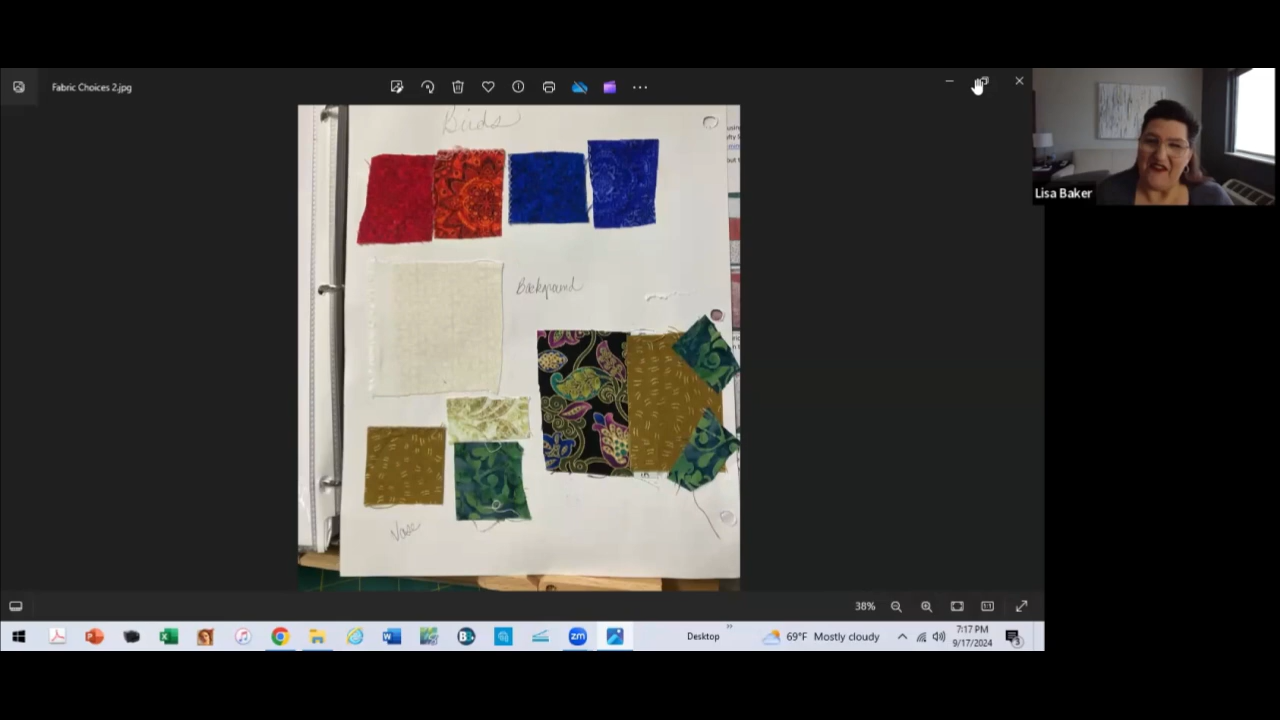 Fabric Choices 2.jpg
Lisa Baker
Birds
Background
Vase
38%
Desktop
69°F Mostly cloudy
7:17 PM
9/17/2024